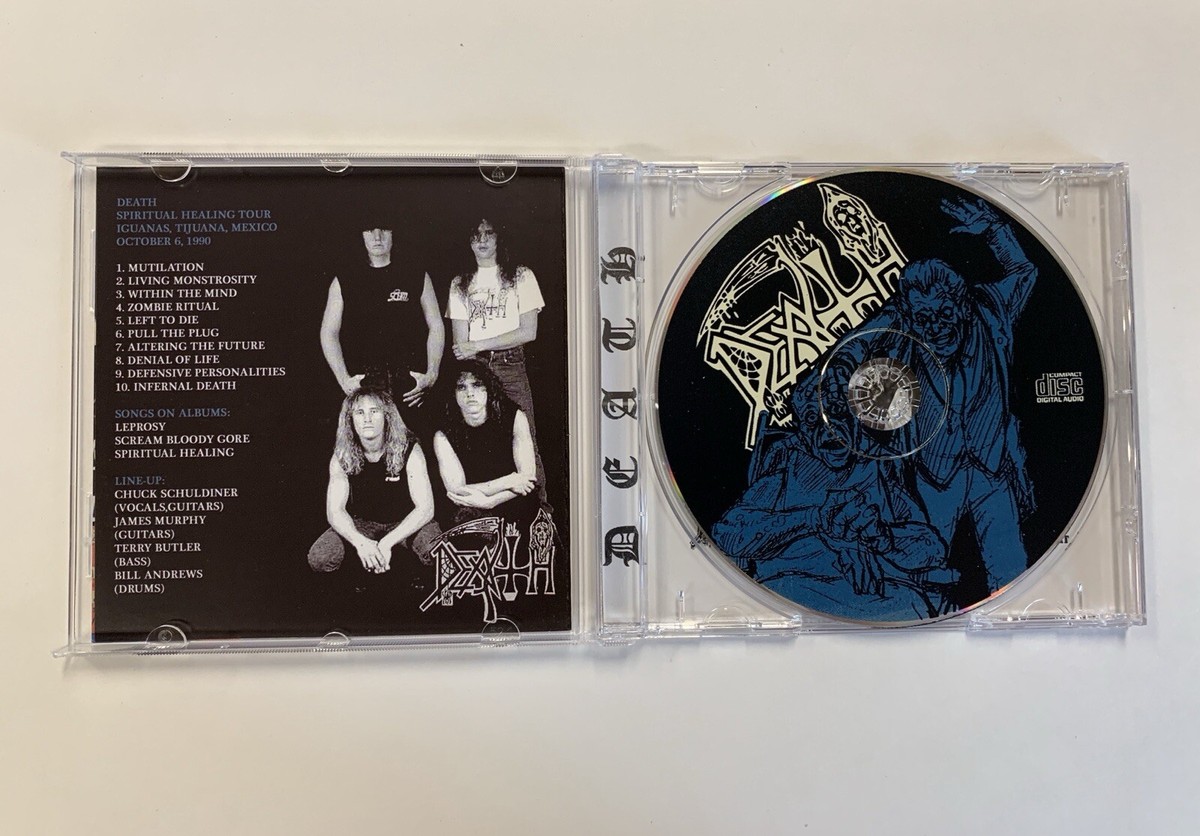 DEATH
SPIRITUAL HEALING TOUR
IGUANAS, TIJUANA, MEXICO
OCTOBER 6, 1990
1. MUTILATION
2. LIVING MONSTROSITY
3. WITHIN THE MIND
4. ZOMBIE RITUAL
5. LEFT TO DIE
6. PULL THE PLUG
7. ALTERING THE FUTURE
8. DENIAL OF LIFE
9. DEFENSIVE PERSONALITIES
10. INFERNAL DEATH
SONGS ON ALBUMS:
LEPROSY
SCREAM BLOODY GORE
SPIRITUAL HEALING
LINE-UP:
CHUCK SCHULDINER
(VOCALS,GUITARS)
JAMES MURPHY
(GUITARS)
TERRY BUTLER
(BASS)
BILL ANDREWS
(DRUMS)
DEATH
DEATH
DEATH
DEATH
COMPACT
disc
DIGITAL AUDIO